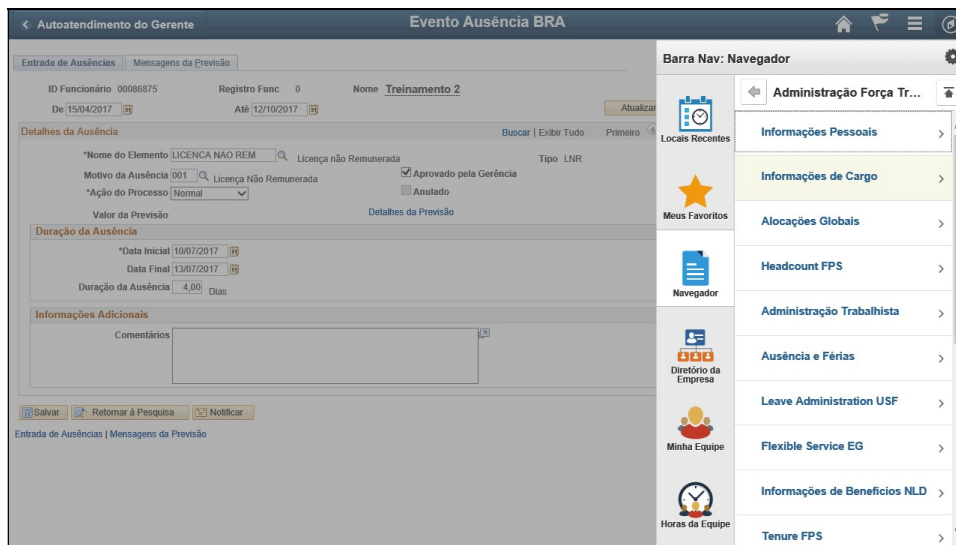 Autoatendimento do Gerente
Evento Ausência BRA
Entrada de Ausências
Mensagens da Previsão
ID Funcionário 00086875 Registro Func 0 Nome Treinamento 2
De 15/04/2017 Até 12/10/2017 Atualizar
Detalhes da Ausência Buscar | Exibir Tudo Primeiro
*Nome do Elemento LICENCA NAO REM Licença não Remunerada Tipo LNR
Motivo da Ausência 001 Licença Não Remunerada Aprovado pela Gerência
*Ação do Processo Normal Anulado
Valor da Previsão Detalhes da Previsão
Duração da Ausência
*Data Inicial 10/07/2017
Data Final 13/07/2017
Duração da Ausência 4,00 Dias
Informações Adicionais
Comentários
Salvar Retornar à Pesquisa Notificar
Entrada de Ausências | Mensagens da Previsão
Barra Nav: Navegador
Locais Recentes
Meus Favoritos
Navegador
Diretório da
Empresa
Minha Equipe
Horas da Equipe
Administração Força Tr...
Informações Pessoais
Informações de Cargo
Alocações Globais
Headcount FPS
Administração Trabalhista
Ausência e Férias
Leave Administration USF
Flexible Service EG
Informações de Benefícios NLD
Tenure FPS